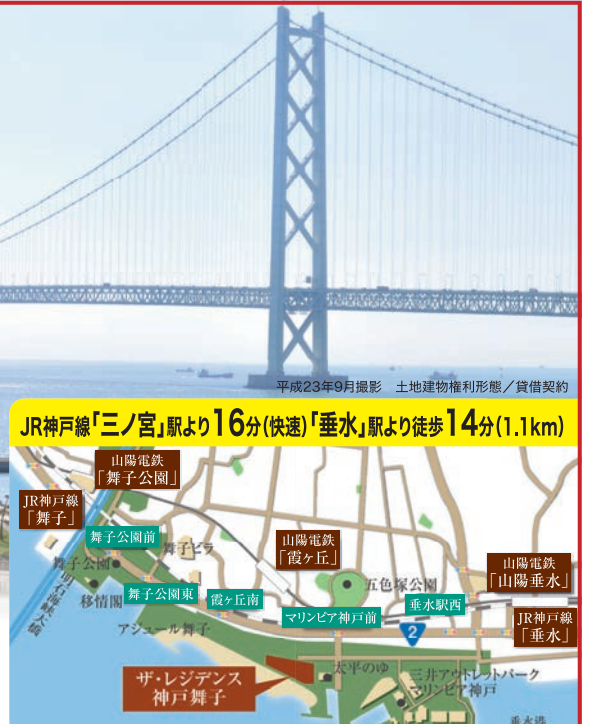 平成23年9月撮影　土地建物権利形態／貸借契約
JR神戸線「三ノ宮」駅より16分(快速)「垂水」駅より徒歩14分(1.1km)
山陽電鉄
「舞子公園」
JR神戸線
「舞子」
舞子公園前
舞子ビラ
山陽電鉄
「霞ヶ丘」
舞子公園
山陽電鉄
「山陽垂水」
五色塚公園
明石海峡大橋
移情閣
舞子公園東
霞ヶ丘南
マリンピア神戸前
垂水駅西
JR神戸線
「垂水」
アジュール舞子
2
ザ・レジデンス
神戸舞子
太平のゆ
三井アウトレットパーク
マリンピア神戸
垂水港